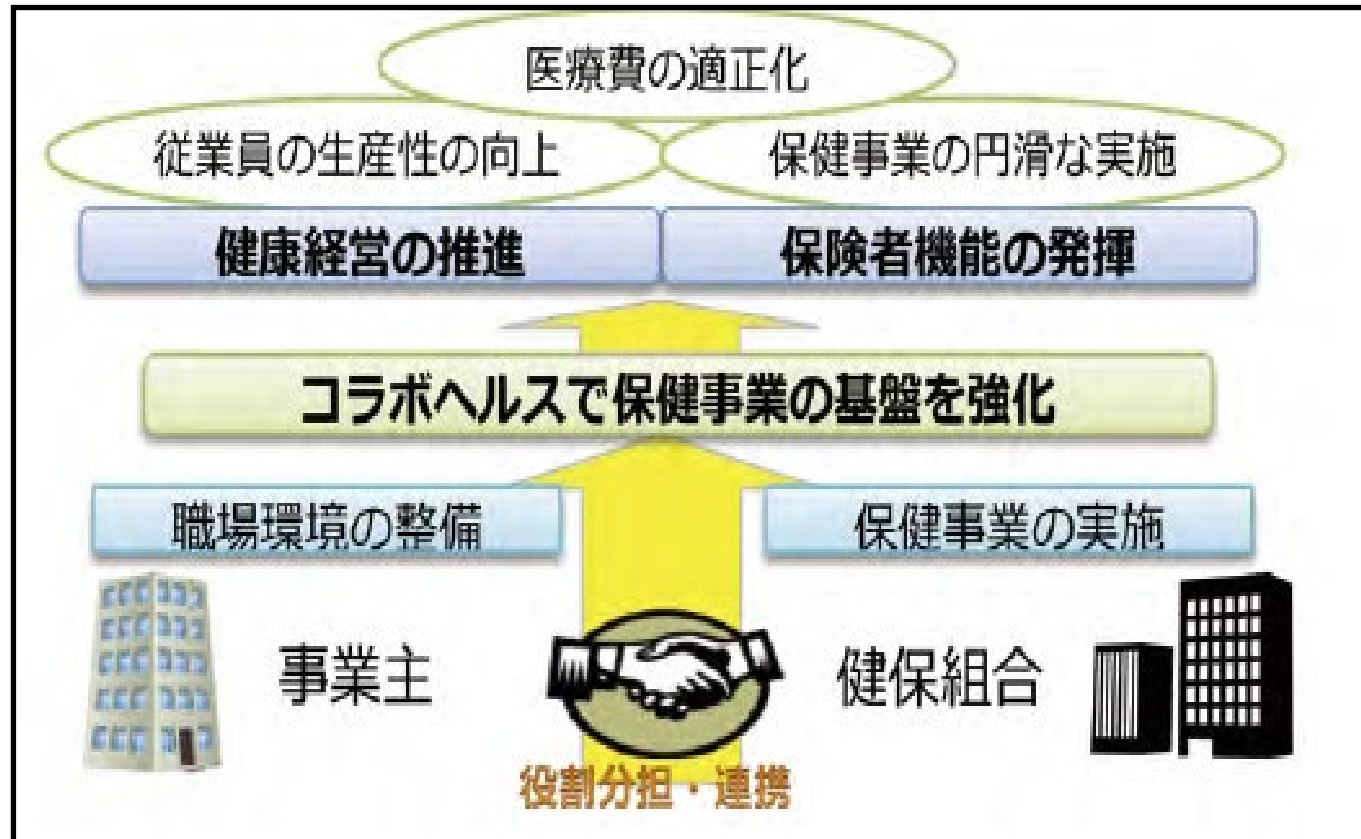 医療費の適正化
従業員の生産性の向上
保健事業の円滑な実施
健康経営の推進
保険者機能の発揮
コラボヘルスで保健事業の基盤を強化
職場環境の整備
保健事業の実施
事業主
健保組合
役割分担・連携